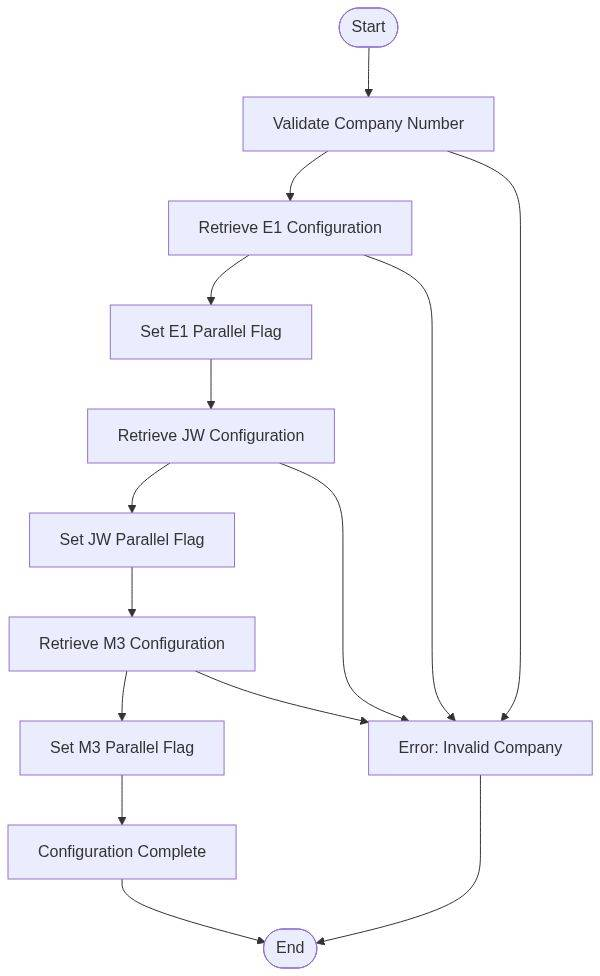 Start
Validate Company Number
Retrieve E1 Configuration
Set E1 Parallel Flag
Retrieve JW Configuration
Set JW Parallel Flag
Retrieve M3 Configuration
Set M3 Parallel Flag
Error: Invalid Company
Configuration Complete
End